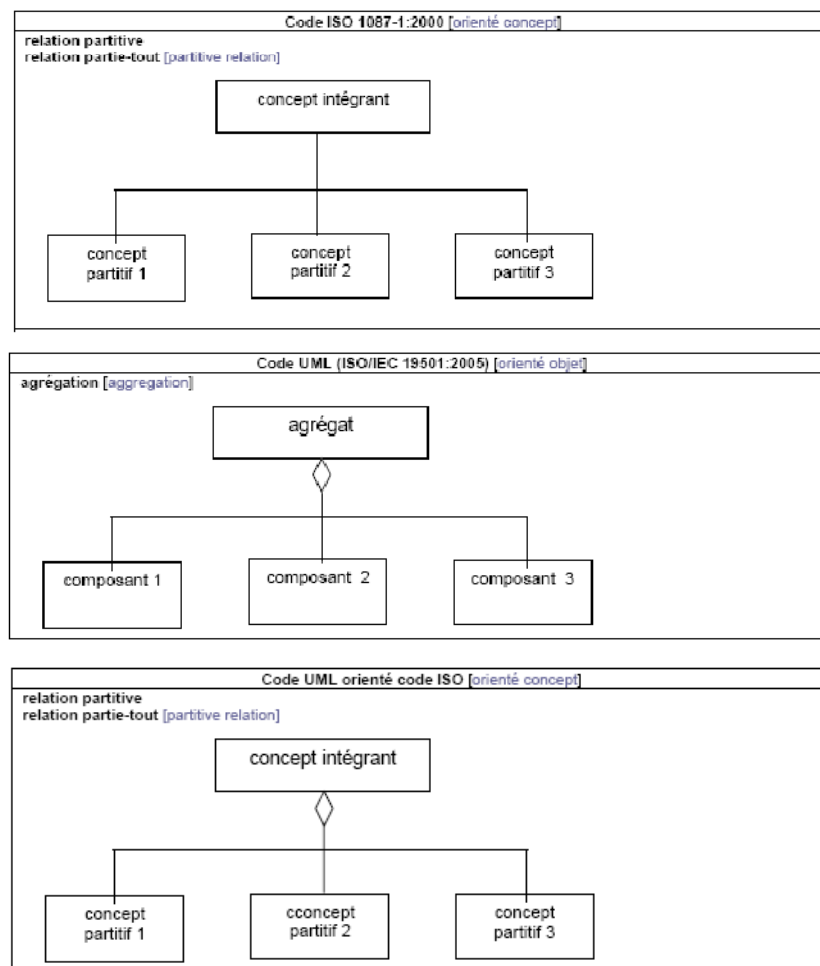 Code ISO 1087-1:2000 [orienté concept]
relation partitive
relation partie-tout [partitive relation]
concept intégrant
concept
partitif 1
concept
partitif 2
concept
partitif 3
Code UML (ISO/IEC 19501:2005) [orienté objet]
agrégation [aggregation]
agrégat
composant 1
composant 2
composant 3
Code UML orienté code ISO [orienté concept]
relation partitive
relation partie-tout [partitive relation]
concept intégrant
concept
partitif 1
cconcept
partitif 2
concept
partitif 3